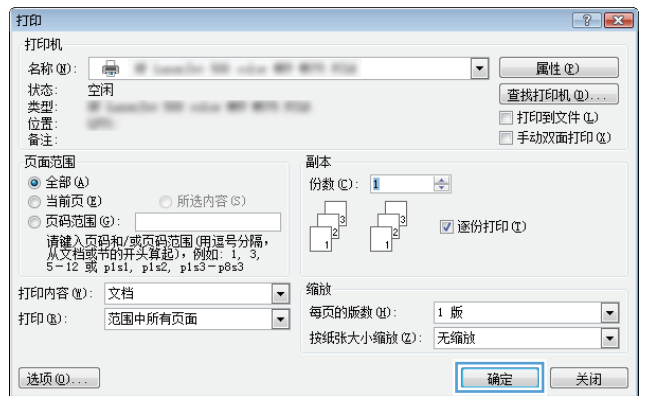 打印
打印机
名称(N):
属性(P)
状态: 空闲
查找打印机(D)...
类型:
位置:
打印到文件(L)
备注:
手动双面打印(X)
页面范围
副本
全部(A)
份数(C): 1
当前页(E) 所选内容(S)
页码范围(G):
逐份打印(T)
请键入页码和/或页码范围(用逗号分隔，
从文档或节的开头算起)，例如: 1, 3,
5-12 或 p1s1, p1s2, p1s3-p8s3
3
2
1
3
2
1
缩放
打印内容(W): 文档
每页的版数(H): 1 版
打印(R): 范围中所有页面
按纸张大小缩放(Z): 无缩放
选项(O)...
确定
关闭